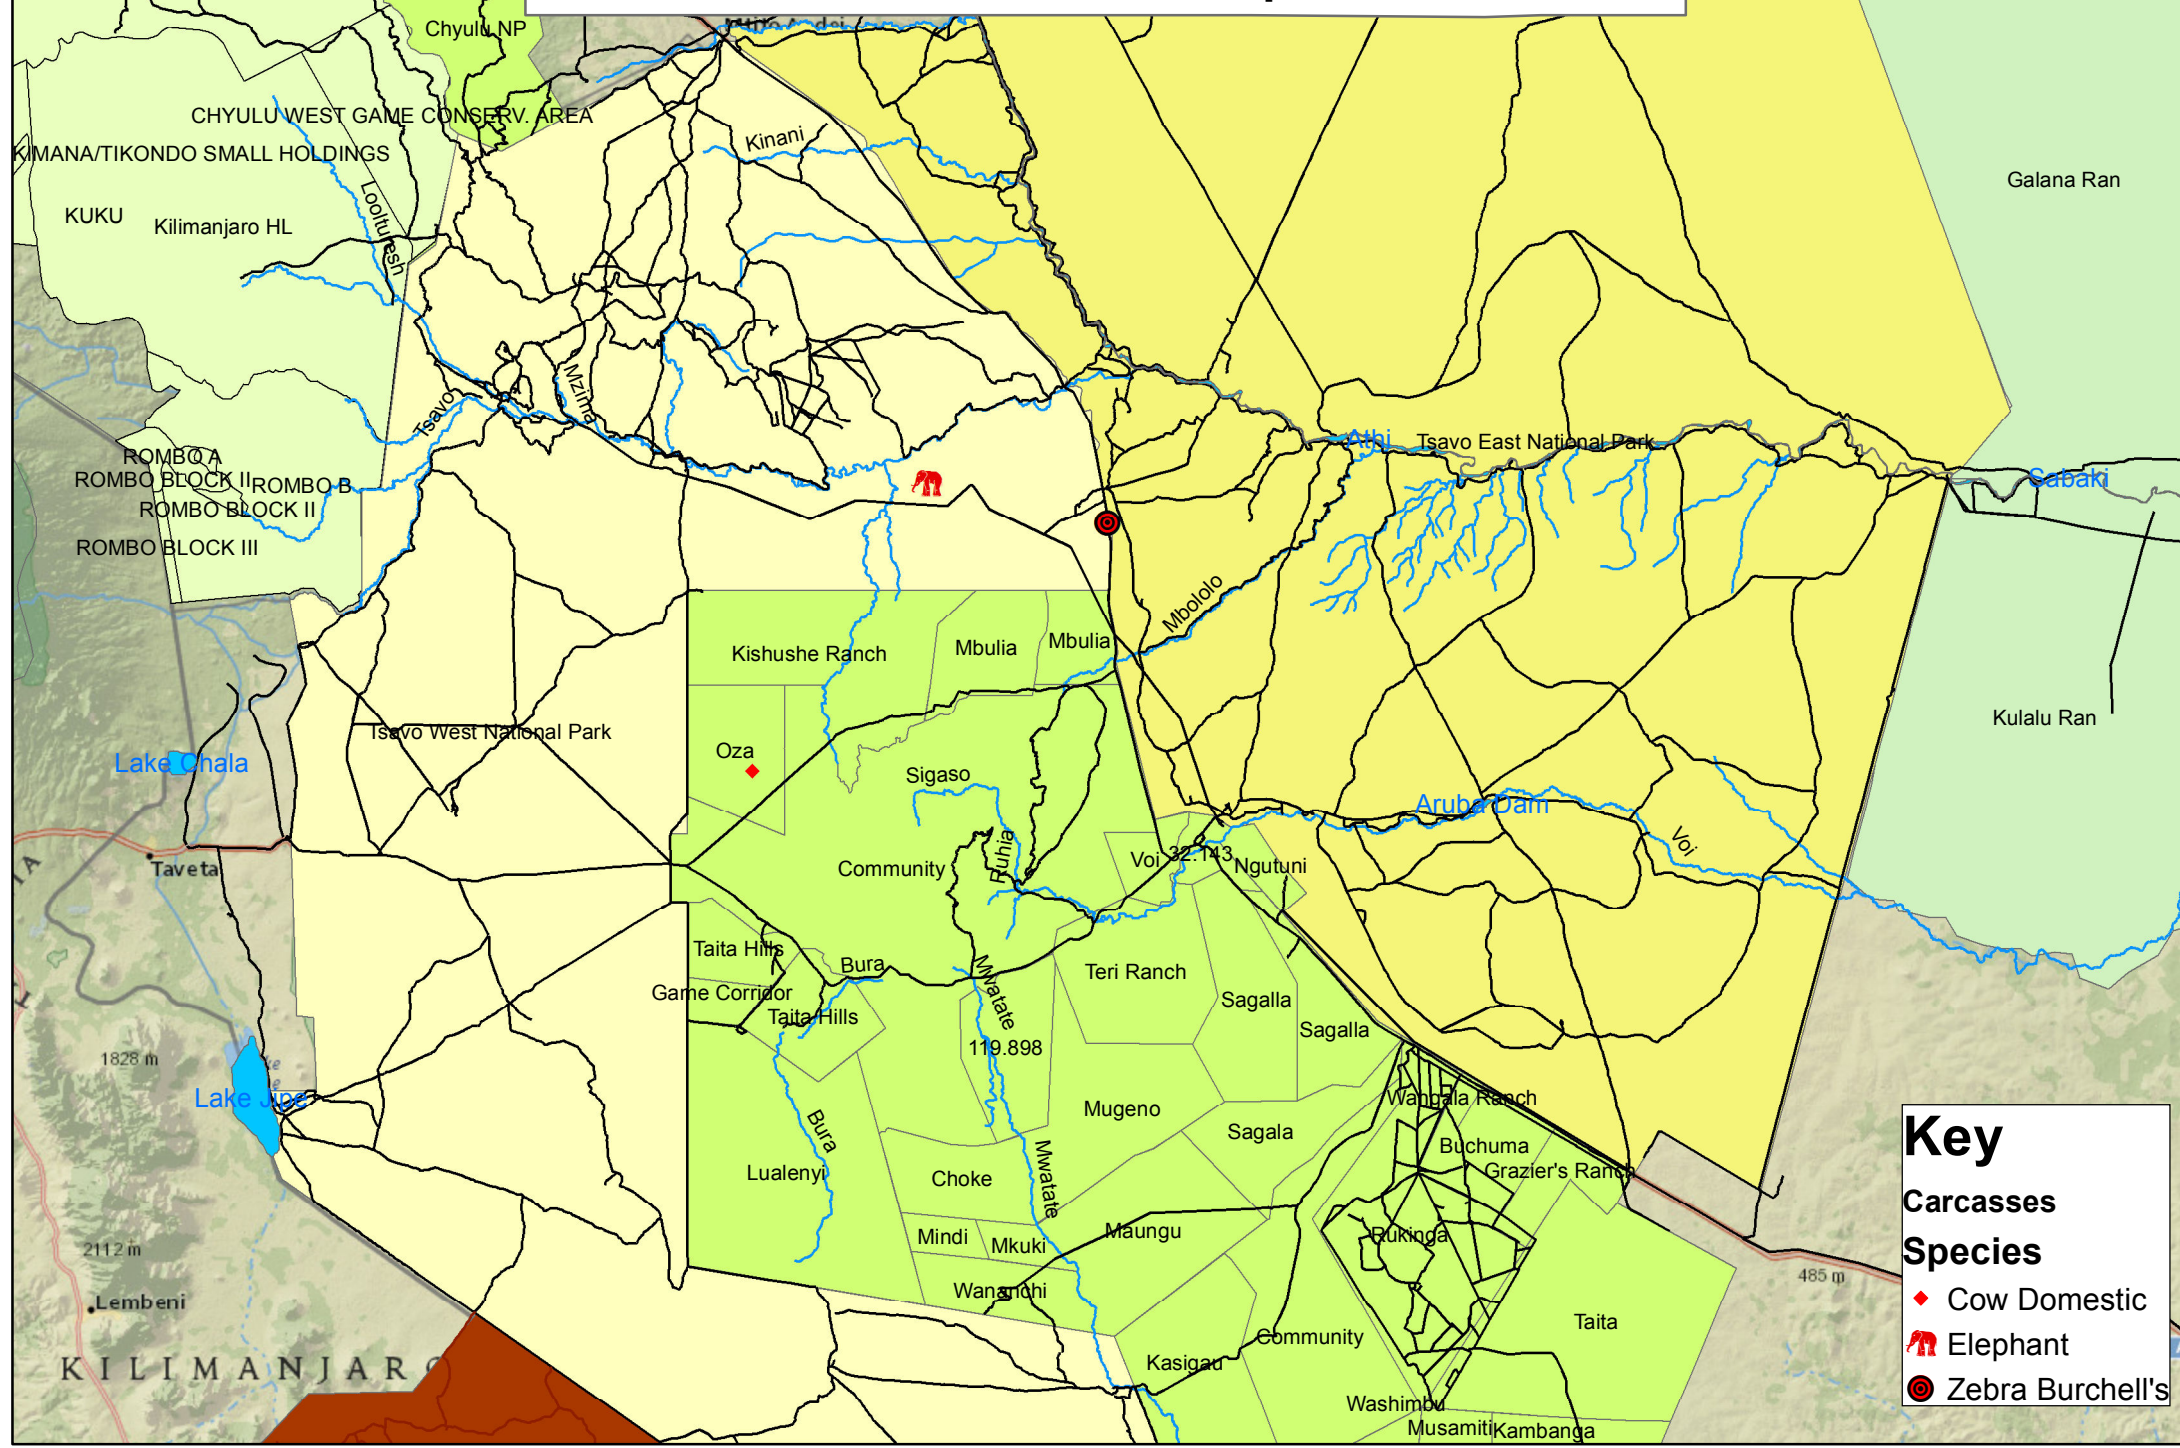 Chyulu NP
CHYULU WEST GAME CONSERV. AREA
Kinani
KIMANA/TIKONDO SMALL HOLDINGS
Galana Ran
Loolturesh
KUKU
Kilimanjaro HL
Tsavo
Mzima
Athi
Tsavo East National Park
ROMBO A
ROMBO BLOCK II
ROMBO B
Sabaki
ROMBO BLOCK II
ROMBO BLOCK III
Mbololo
Kishushe Ranch
Mbulia
Mbulia
Kulalu Ran
Tsavo West National Park
Oza
Lake Chala
Sigaso
Aruba Dam
Ruhia
Voi
Community
Voi
32.143
Ngutuni
Taveta
Taita Hills
Bura
Mwatate
Teri Ranch
Game Corridor
Sagalla
Taita Hills
Sagalla
119.898
1828 m
Lake Jipe
Wangala Ranch
Mugeno
Bura
Sagala
Buchuma
Lualenyi
Choke
Mwatate
Grazier's Ranch
Mindi
Mkuki
Maungu
Rukinga
2112 m
485 m
Wananchi
Lembeni
Community
Taita
KILIMANJARO
Kasigau
Washimbu
Musamiti
Kambanga
Key
Carcasses
Species
Cow Domestic
Elephant
Zebra Burchell's